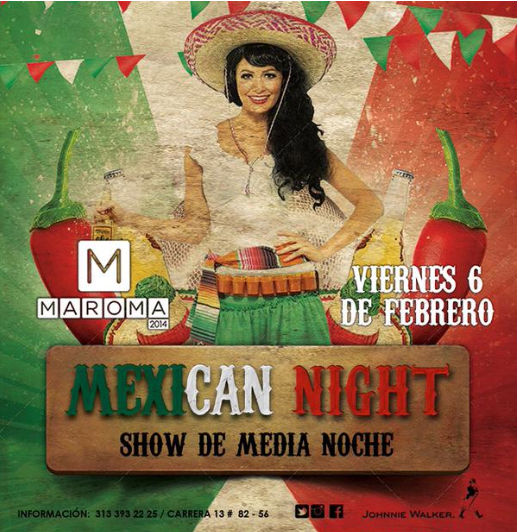 M
MAROMA
2014
VIERNES 6
DE FEBRERO
MEXICAN NIGHT
SHOW DE MEDIA NOCHE
INFORMACIÓN: 313 393 22 25 / CARRERA 13 # 82 - 56
JOHNNIE WALKER.